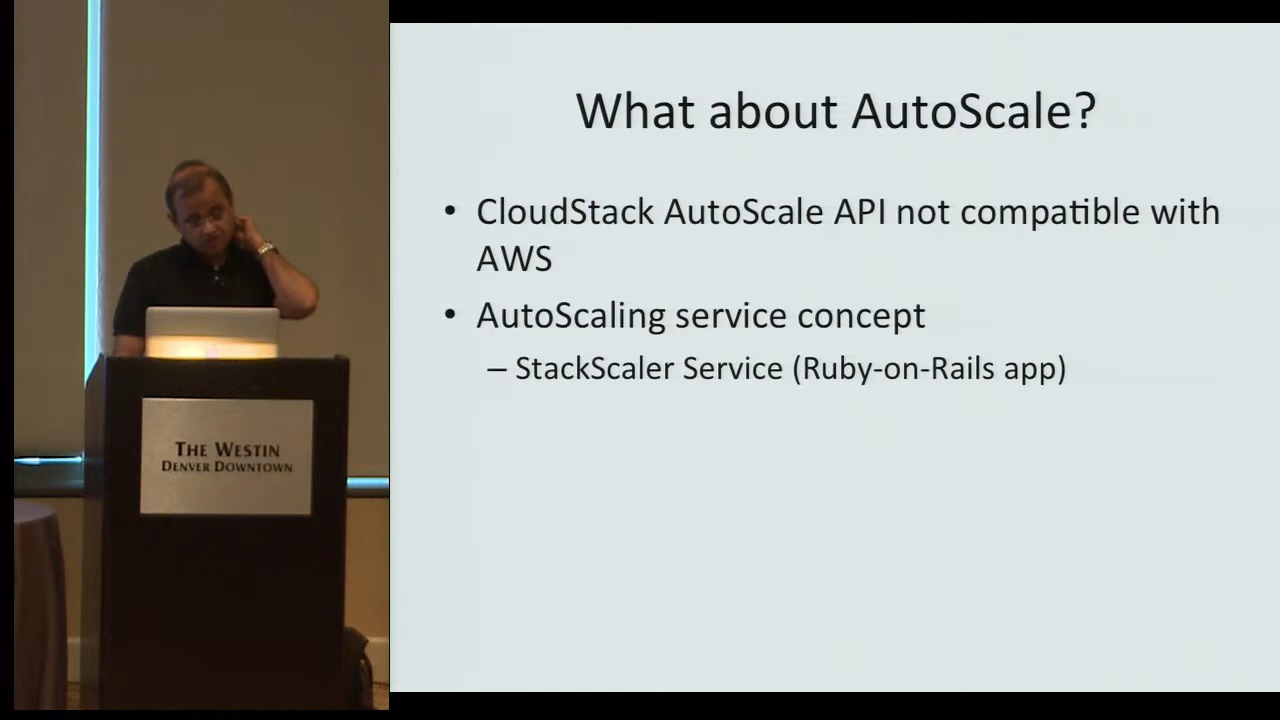 What about AutoScale?
• CloudStack AutoScale API not compatible with
AWS
• AutoScaling service concept
– StackScaler Service (Ruby-on-Rails app)
THE WESTIN
DENVER DOWNTOWN